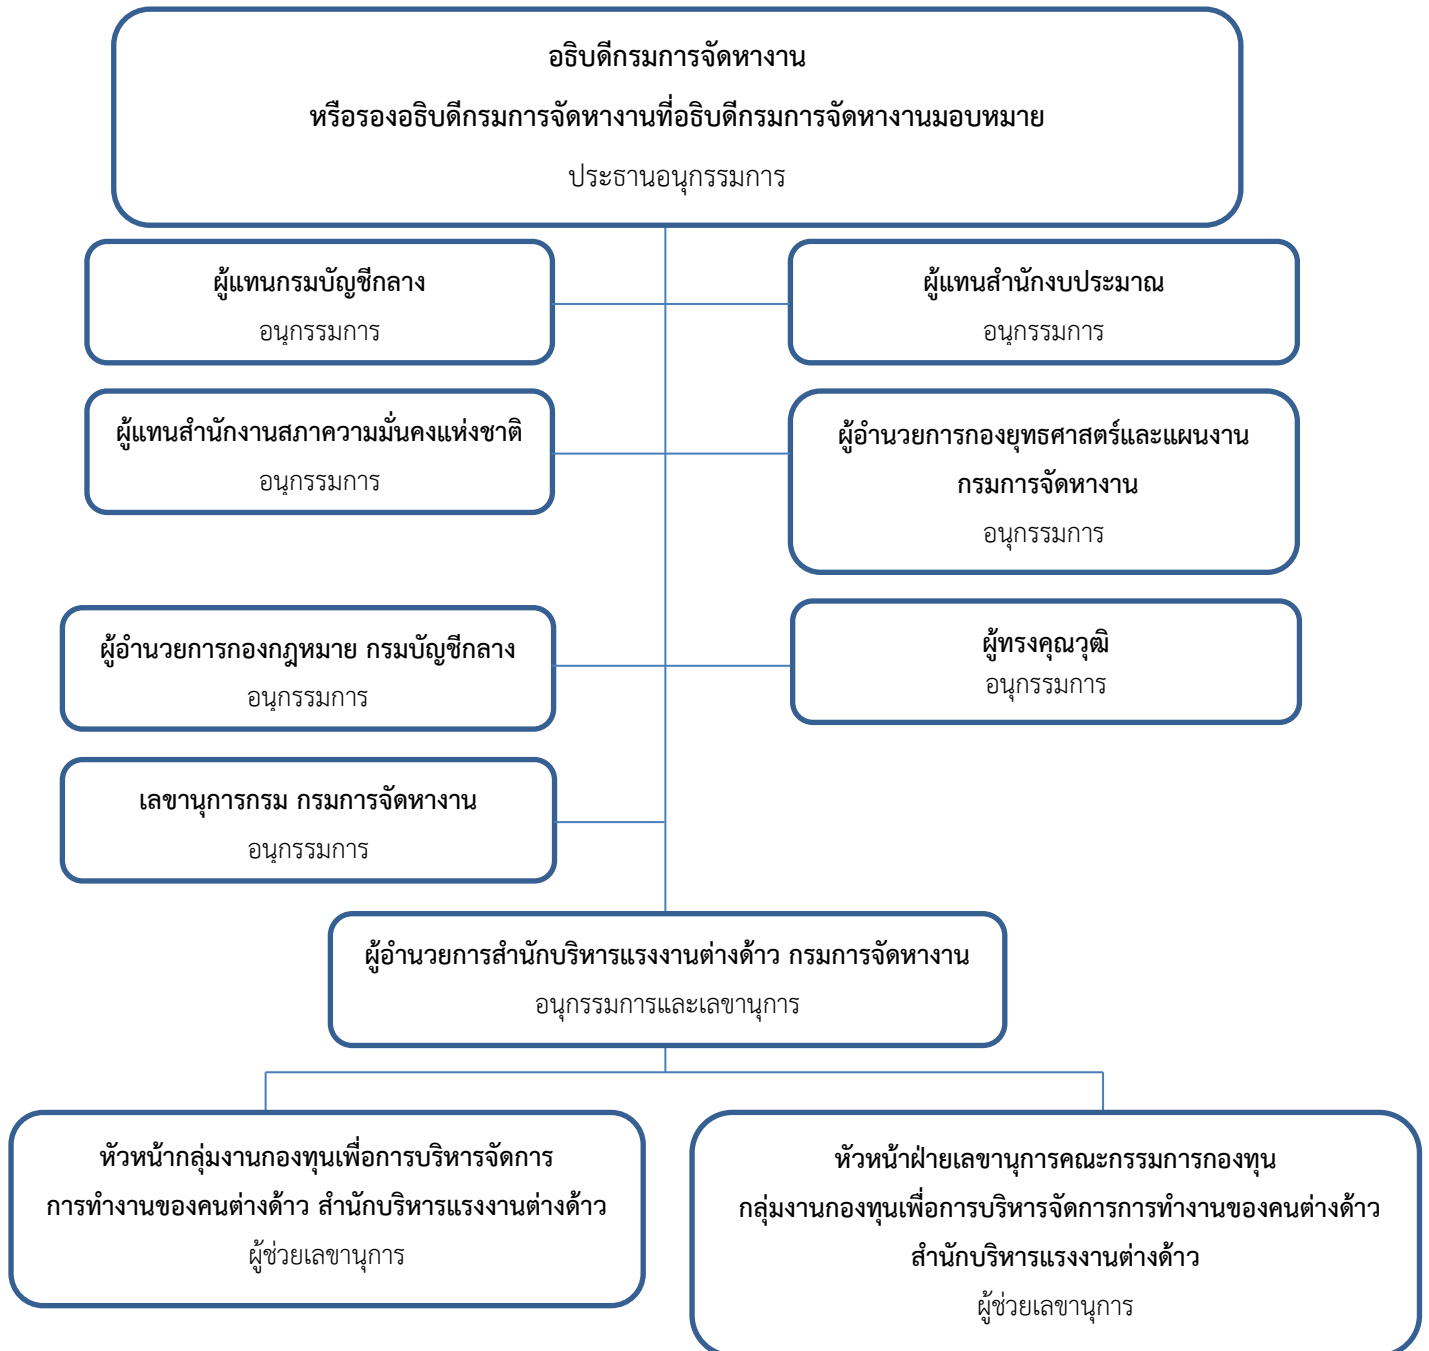 อธิบดีกรมการจัดหางาน
หรือรองอธิบดีกรมการจัดหางานที่อธิบดีกรมการจัดหางานมอบหมาย
ประธานอนุกรรมการ
ผู้แทนกรมบัญชีกลาง
อนุกรรมการ
ผู้แทนสำนักงบประมาณ
อนุกรรมการ
ผู้แทนสำนักงานสภาความมั่นคงแห่งชาติ
อนุกรรมการ
ผู้อำนวยการกองยุทธศาสตร์และแผนงาน
กรมการจัดหางาน
อนุกรรมการ
ผู้อำนวยการกองกฎหมาย กรมบัญชีกลาง
อนุกรรมการ
ผู้ทรงคุณวุฒิ
อนุกรรมการ
เลขานุการกรม กรมการจัดหางาน
อนุกรรมการ
ผู้อำนวยการสำนักบริหารแรงงานต่างด้าว กรมการจัดหางาน
อนุกรรมการและเลขานุการ
หัวหน้ากลุ่มงานกองทุนเพื่อการบริหารจัดการ
การทำงานของคนต่างด้าว สำนักบริหารแรงงานต่างด้าว
ผู้ช่วยเลขานุการ
หัวหน้าฝ่ายเลขานุการคณะกรรมการกองทุน
กลุ่มงานกองทุนเพื่อการบริหารจัดการการทำงานของคนต่างด้าว
สำนักบริหารแรงงานต่างด้าว
ผู้ช่วยเลขานุการ